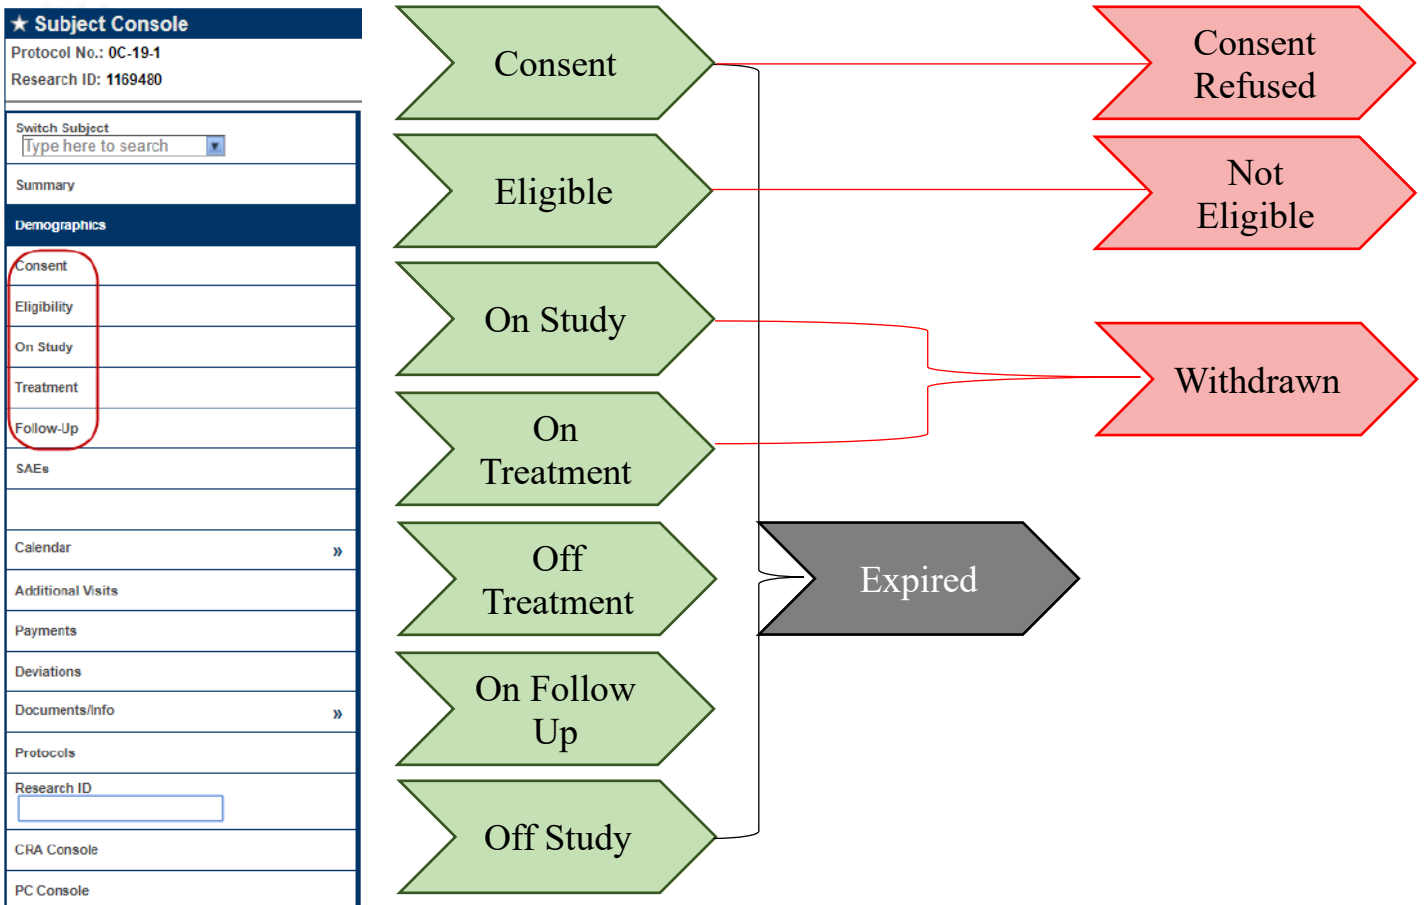 ★ Subject Console
Protocol No.: OC-19-1
Research ID: 1169480
Switch Subject
Type here to search
Summary
Demographics
Consent
Eligibility
On Study
Treatment
Follow-Up
SAEs
Calendar »
Additional Visits
Payments
Deviations
Documents/Info »
Protocols
Research ID
CRA Console
PC Console
Consent
Eligible
On Study
On
Treatment
Off
Treatment
On Follow
Up
Off Study
Consent
Refused
Not
Eligible
Withdrawn
Expired